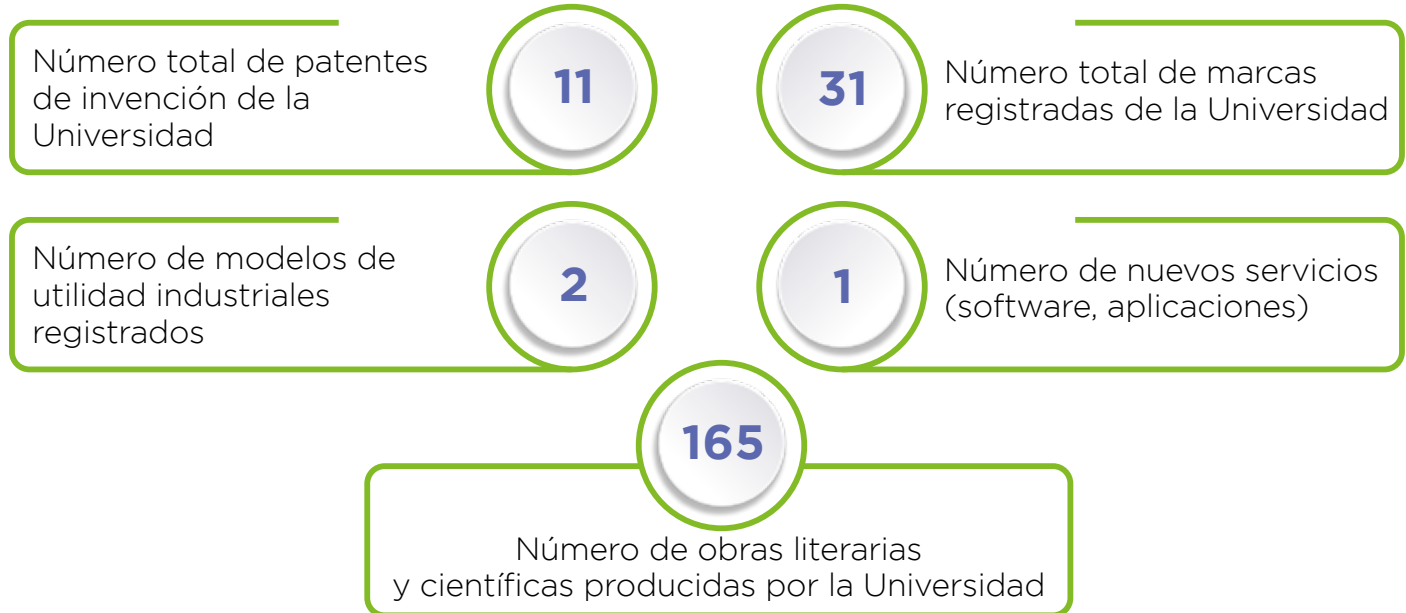 Número total de patentes
de invención de la
Universidad
11
31
Número total de marcas
registradas de la Universidad
Número de modelos de
utilidad industriales
registrados
2
1
Número de nuevos servicios
(software, aplicaciones)
165
Número de obras literarias
y científicas producidas por la Universidad